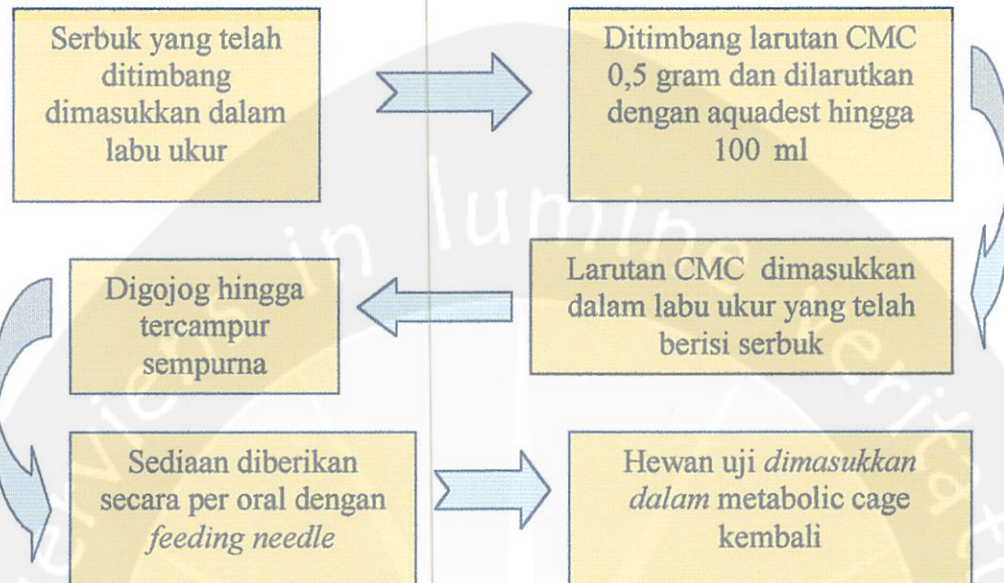 Serbuk yang telah
ditimbang
dimasukkan dalam
labu ukur
Ditimbang larutan CMC
0,5 gram dan dilarutkan
dengan aquadest hingga
100 ml
Larutan CMC dimasukkan
dalam labu ukur yang telah
berisi serbuk
Digojog hingga
tercampur
sempurna
Sediaan diberikan
secara per oral dengan
feeding needle
Hewan uji dimasukkan
dalam metabolic cage
kembali
in lumine